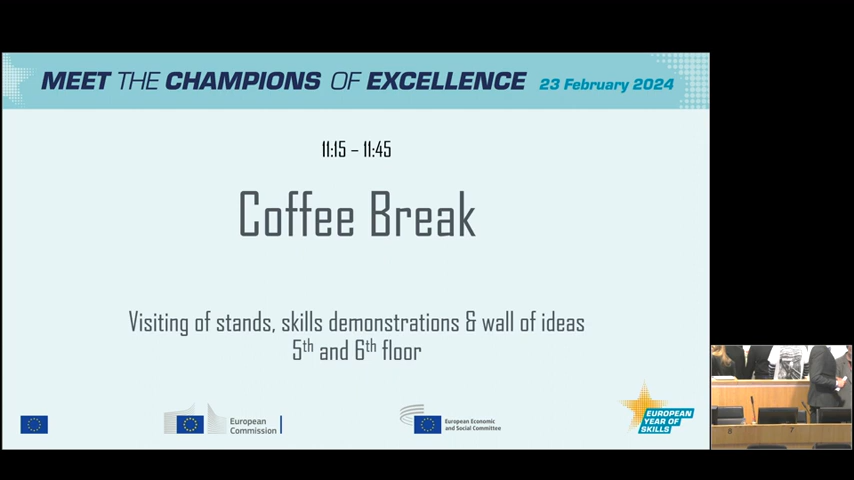 MEET THE CHAMPIONS OF EXCELLENCE 23 February 2024
11:15 – 11:45
Coffee Break
Visiting of stands, skills demonstrations & wall of ideas
5th and 6th floor
European
Commission
European Economic
and Social Committee
EUROPEAN
YEAR OF
SKILLS